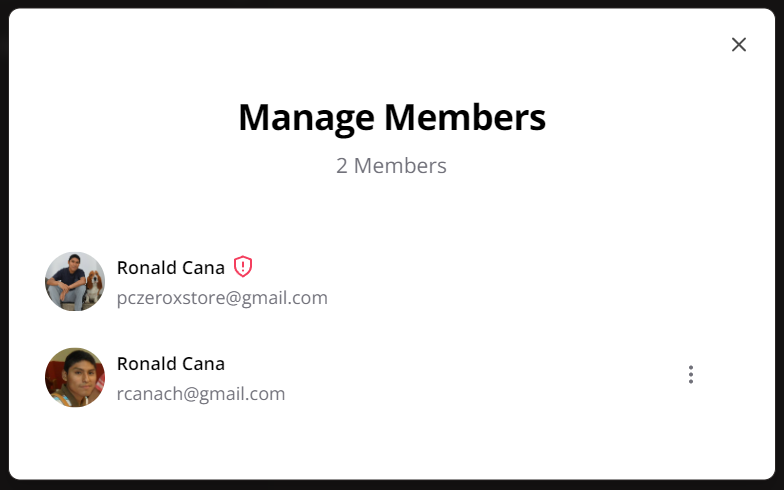 Manage Members
2 Members
Ronald Cana
pczeroxstore@gmail.com
Ronald Cana
rcanach@gmail.com